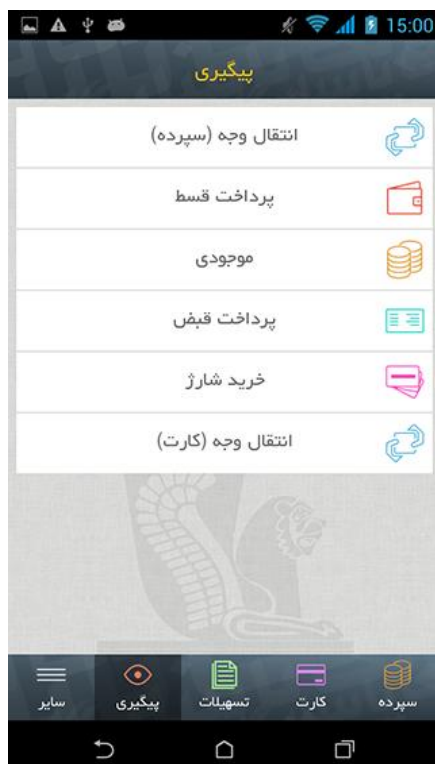 15:00
پیگیری
انتقال وجه (سپرده)
پرداخت قسط
موجودی
پرداخت قبض
خرید شارژ
انتقال وجه (کارت)
سپرده کارت تسهیلات پیگیری سایر